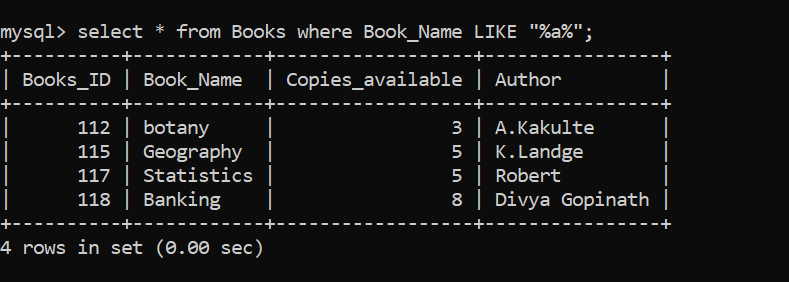 mysql> select * from Books where Book_Name LIKE "%a%";
+----------+------------+------------------+----------------+
| Books_ID | Book_Name  | Copies_available | Author         |
+----------+------------+------------------+----------------+
|      112 | botany     |                3 | A.Kakulte      |
|      115 | Geography  |                5 | K.Landge       |
|      117 | Statistics |                5 | Robert         |
|      118 | Banking    |                8 | Divya Gopinath |
+----------+------------+------------------+----------------+
4 rows in set (0.00 sec)